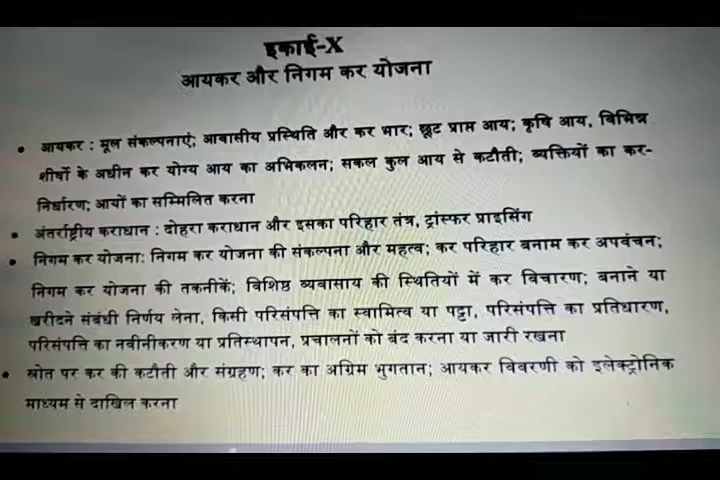 इकाई-X
आयकर और निगम कर योजना
• आयकर : मूल संकल्पनाएं; आवासीय प्रस्थिति और कर भार; छूट प्राप्त आय; कृषि आय, विभिन्न
शीर्षों के अधीन कर योग्य आय का अभिकलन; सकल कुल आय से कटौती; व्यक्तियों का कर-
निर्धारण; आयों का सम्मिलित करना
• अंतर्राष्ट्रीय कराधान : दोहरा कराधान और इसका परिहार तंत्र, ट्रांस्फर प्राइसिंग
• निगम कर योजना: निगम कर योजना की संकल्पना और महत्व; कर परिहार बनाम कर अपवंचन;
निगम कर योजना की तकनीकें; विशिष्ठ व्यवासाय की स्थितियों में कर विचारण; बनाने या
खरीदने संबंधी निर्णय लेना, किसी परिसंपत्ति का स्वामित्व या पट्टा, परिसंपत्ति का प्रतिधारण,
परिसंपत्ति का नवीनीकरण या प्रतिस्थापन, प्रचालनों को बंद करना या जारी रखना
• स्रोत पर कर की कटौती और संग्रहण; कर का अग्रिम भुगतान; आयकर विवरणी को इलेक्ट्रोनिक
माध्यम से दाखिल करना